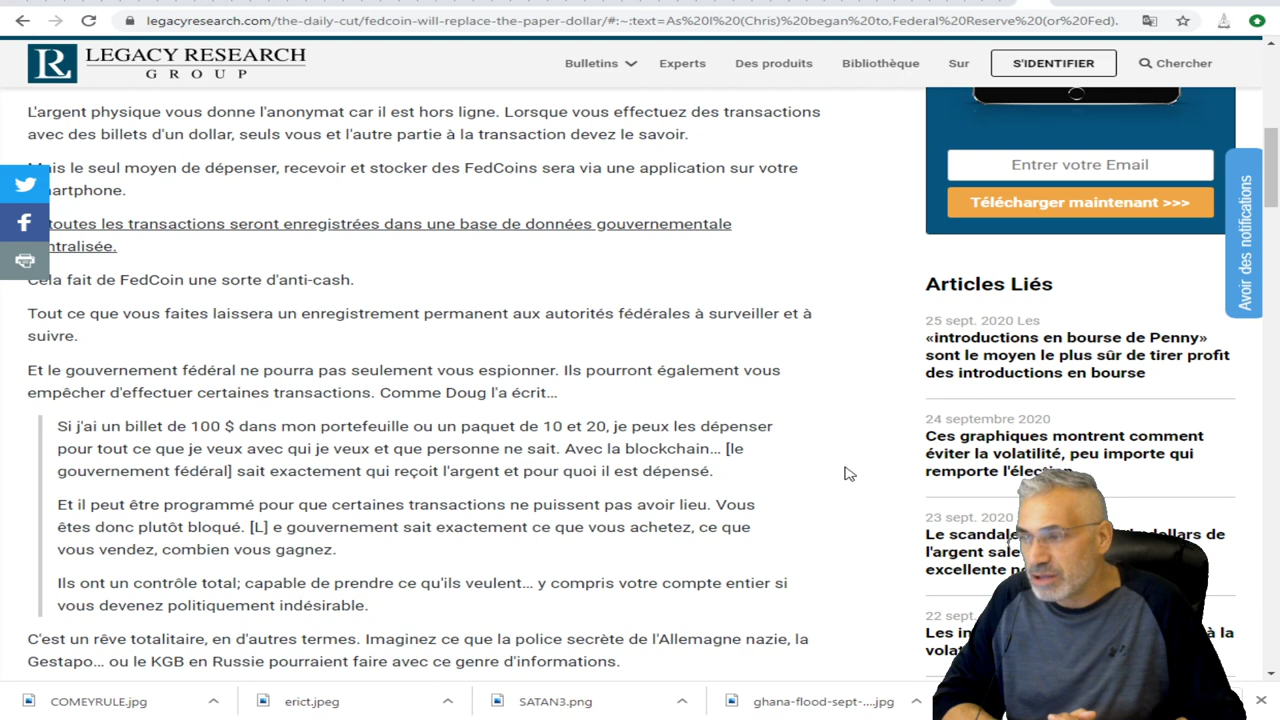 legacyresearch.com/the-daily-cut/fedcoin-will-replace-the-paper-dollar/#:~:text=As%20I%20(Chris)%20began%20to,Federal%20Reserve%20(or%20Fed).
LEGACY RESEARCH
GROUP
Bulletins
Experts
Des produits
Bibliothèque
Sur
S'IDENTIFIER
Chercher
L'argent physique vous donne l'anonymat car il est hors ligne. Lorsque vous effectuez des transactions
avec des billets d'un dollar, seuls vous et l'autre partie à la transaction devez le savoir.
Mais le seul moyen de dépenser, recevoir et stocker des FedCoins sera via une application sur votre
martphone.
toutes les transactions seront enregistrées dans une base de données gouvernementale
ntralisée.
Cela fait de FedCoin une sorte d'anti-cash.
Tout ce que vous faites laissera un enregistrement permanent aux autorités fédérales à surveiller et à
suivre.
Et le gouvernement fédéral ne pourra pas seulement vous espionner. Ils pourront également vous
empêcher d'effectuer certaines transactions. Comme Doug l'a écrit…
Si j'ai un billet de 100 $ dans mon portefeuille ou un paquet de 10 et 20, je peux les dépenser
pour tout ce que je veux avec qui je veux et que personne ne sait. Avec la blockchain… [le
gouvernement fédéral] sait exactement qui reçoit l'argent et pour quoi il est dépensé.
Et il peut être programmé pour que certaines transactions ne puissent pas avoir lieu. Vous
êtes donc plutôt bloqué. [L] e gouvernement sait exactement ce que vous achetez, ce que
vous vendez, combien vous gagnez.
Ils ont un contrôle total; capable de prendre ce qu'ils veulent… y compris votre compte entier si
vous devenez politiquement indésirable.
C'est un rêve totalitaire, en d'autres termes. Imaginez ce que la police secrète de l'Allemagne nazie, la
Gestapo… ou le KGB en Russie pourraient faire avec ce genre d'informations.
Entrer votre Email
Télécharger maintenant >>>
Avoir des notifications
Articles Liés
25 sept. 2020 Les
«introductions en bourse de Penny»
sont le moyen le plus sûr de tirer profit
des introductions en bourse
24 septembre 2020
Ces graphiques montrent comment
éviter la volatilité, peu importe qui
remporte l'élection
23 sept. 2020
Le scandale dollars de
l'argent sale
excellente
22 sept.
Les in à la
volat
COMEYRULE.jpg
erict.jpeg
SATAN3.png
ghana-flood-sept-....jpg